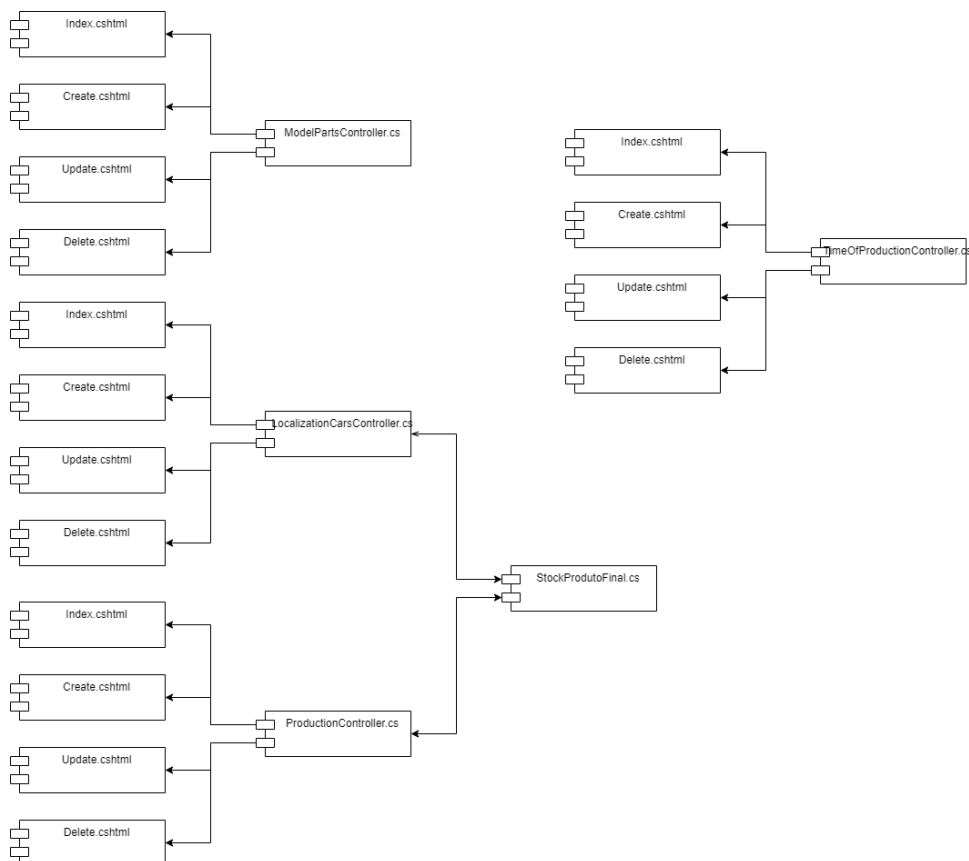 Index.cshtml
Create.cshtml
ModelPartsController.cs
Update.cshtml
Delete.cshtml
Index.cshtml
Create.cshtml
TimeOfProductionController.cs
Update.cshtml
Delete.cshtml
Index.cshtml
Create.cshtml
LocalizationCarsController.cs
Update.cshtml
Delete.cshtml
StockProdutoFinal.cs
Index.cshtml
Create.cshtml
ProductionController.cs
Update.cshtml
Delete.cshtml